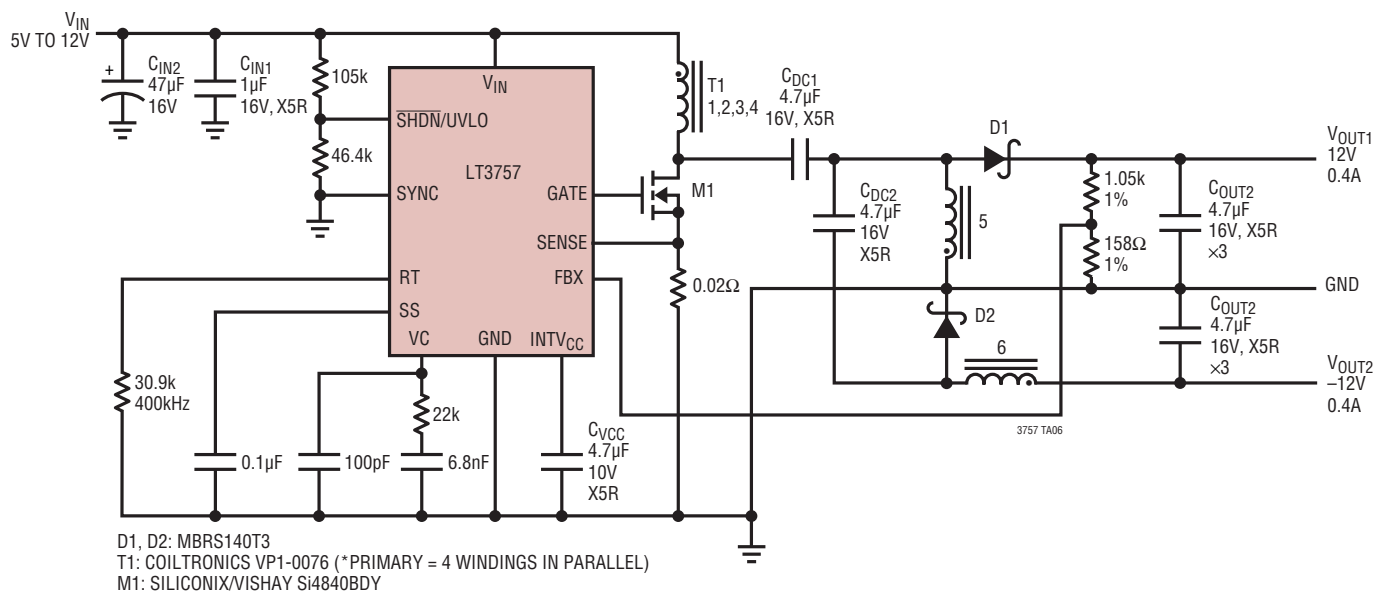 VIN
5V TO 12V
+
CIN2
47µF
16V
CIN1
1µF
16V, X5R
105k
46.4k
VIN
SHDN/UVLO
LT3757
SYNC
GATE
SENSE
RT
FBX
SS
VC
GND
INTVCC
T1
1,2,3,4
M1
0.02Ω
CDC1
4.7µF
16V, X5R
CDC2
4.7µF
16V
X5R
D1
5
D2
6
1.05k
1%
158Ω
1%
COUT2
4.7µF
16V, X5R
×3
COUT2
4.7µF
16V, X5R
×3
VOUT1
12V
0.4A
GND
VOUT2
–12V
0.4A
30.9k
400kHz
0.1µF
100pF
22k
6.8nF
CVCC
4.7µF
10V
X5R
3757 TA06
D1, D2: MBRS140T3
T1: COILTRONICS VP1-0076 (*PRIMARY = 4 WINDINGS IN PARALLEL)
M1: SILICONIX/VISHAY Si4840BDY